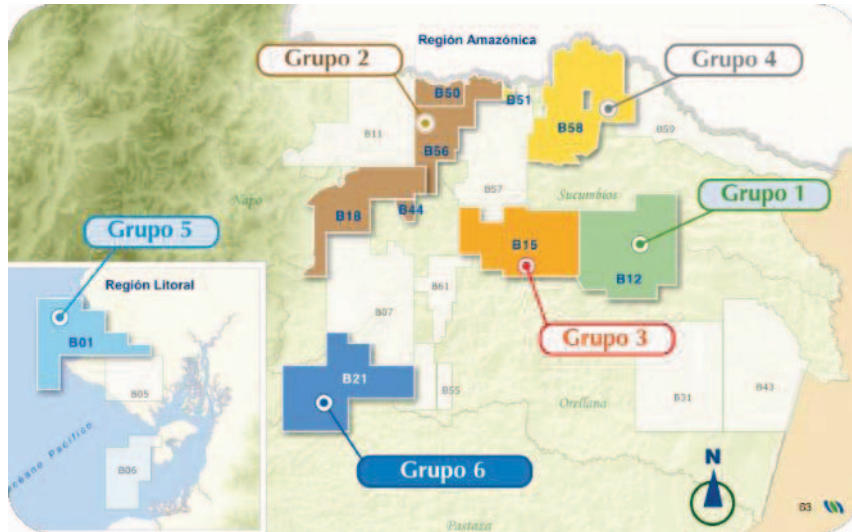 Región Amazónica
Grupo 2
Grupo 4
B50
B51
B58
B11
B59
B56
B57
Napo
Sucumbios
Grupo 1
B18
B44
Grupo 5
B15
B12
Región Litoral
B61
B07
Grupo 3
B01
B21
B05
B55
Orellana
B31
B43
Océano Pacífico
B06
Grupo 6
N
Pastaza